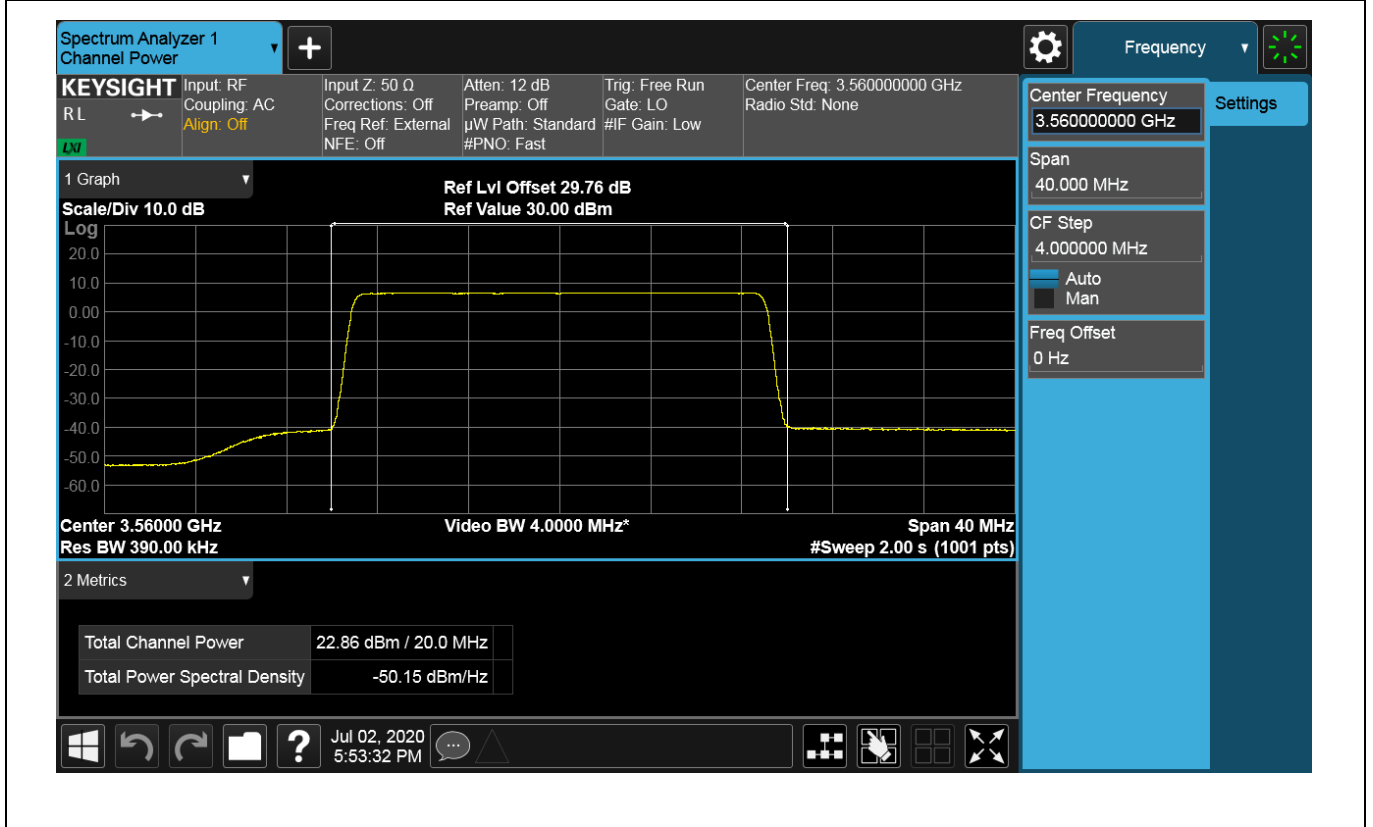 Spectrum Analyzer 1
Channel Power
+
Frequency
KEYSIGHT
RL
LXI
Input: RF
Coupling: AC
Align: Off
Input Z: 50 Ω
Corrections: Off
Freq Ref: External
NFE: Off
Atten: 12 dB
Preamp: Off
µW Path: Standard
#PNO: Fast
Trig: Free Run
Gate: LO
#IF Gain: Low
Center Freq: 3.560000000 GHz
Radio Std: None
Center Frequency
3.560000000 GHz
Settings
Span
40.000 MHz
CF Step
4.000000 MHz
Auto
Man
Freq Offset
0 Hz
1 Graph
Ref Lvl Offset 29.76 dB
Scale/Div 10.0 dB
Ref Value 30.00 dBm
Log
20.0
10.0
0.00
-10.0
-20.0
-30.0
-40.0
-50.0
-60.0
Center 3.56000 GHz
Video BW 4.0000 MHz*
Span 40 MHz
Res BW 390.00 kHz
#Sweep 2.00 s (1001 pts)
2 Metrics
Total Channel Power 22.86 dBm / 20.0 MHz
Total Power Spectral Density -50.15 dBm/Hz
?
Jul 02, 2020
5:53:32 PM